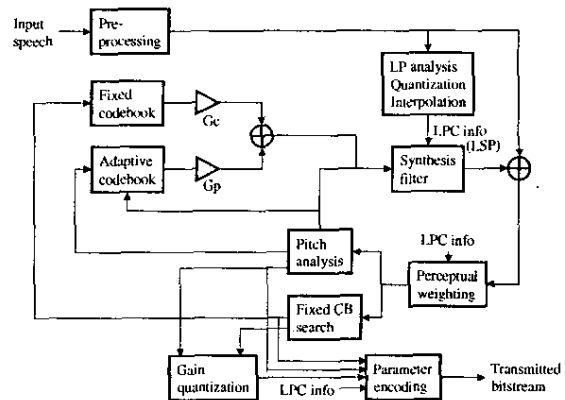 Input
speech
Pre-
processing
LP analysis
Quantization
Interpolation
Fixed
codebook
Gc
LPC info
(LSP)
Adaptive
codebook
Gp
Synthesis
filter
Pitch
analysis
LPC info
Perceptual
weighting
Fixed CB
search
Gain
quantization
LPC info
Parameter
encoding
Transmitted
bitstream